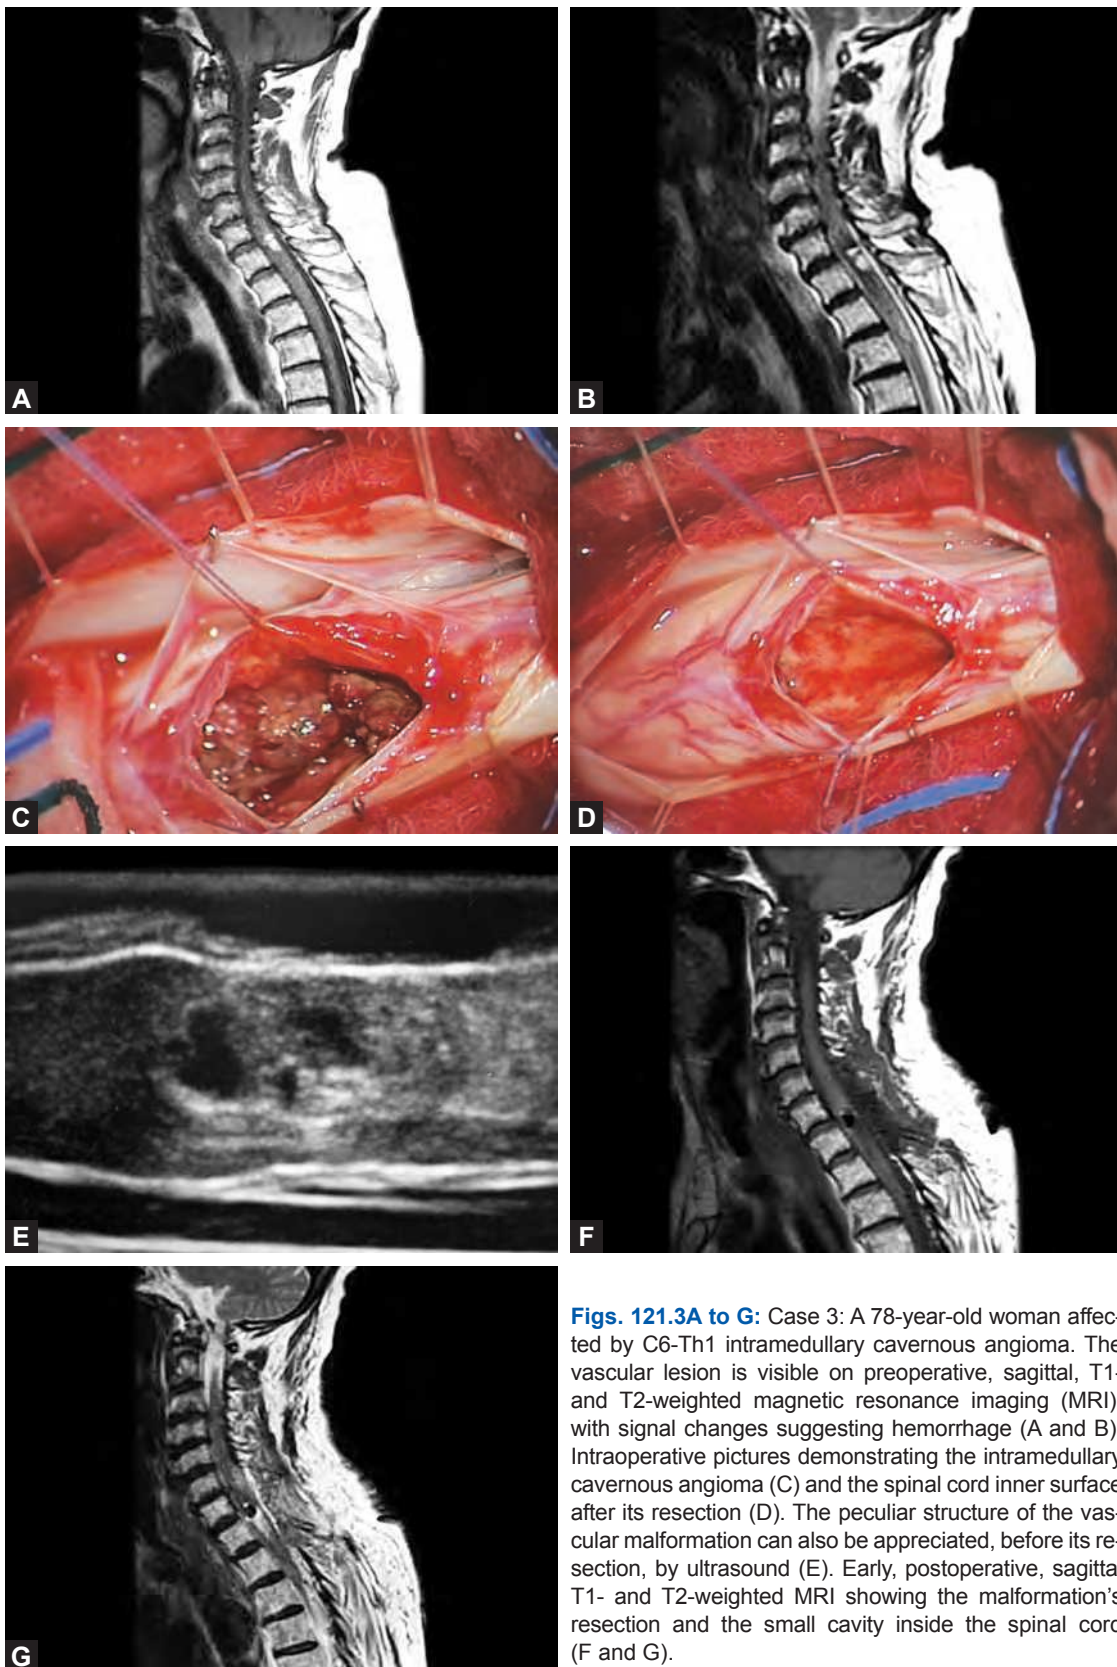 A
B
C
D
E
F
G
Figs. 121.3A to G: Case 3: A 78-year-old woman affec-
ted by C6-Th1 intramedullary cavernous angioma. The
vascular lesion is visible on preoperative, sagittal, T1-
and T2-weighted magnetic resonance imaging (MRI)
with signal changes suggesting hemorrhage (A and B)
Intraoperative pictures demonstrating the intramedullary
cavernous angioma (C) and the spinal cord inner surface
after its resection (D). The peculiar structure of the vas-
cular malformation can also be appreciated, before its re-
section, by ultrasound (E). Early, postoperative, sagitta
T1- and T2-weighted MRI showing the malformation's
resection and the small cavity inside the spinal cord
(F and G).